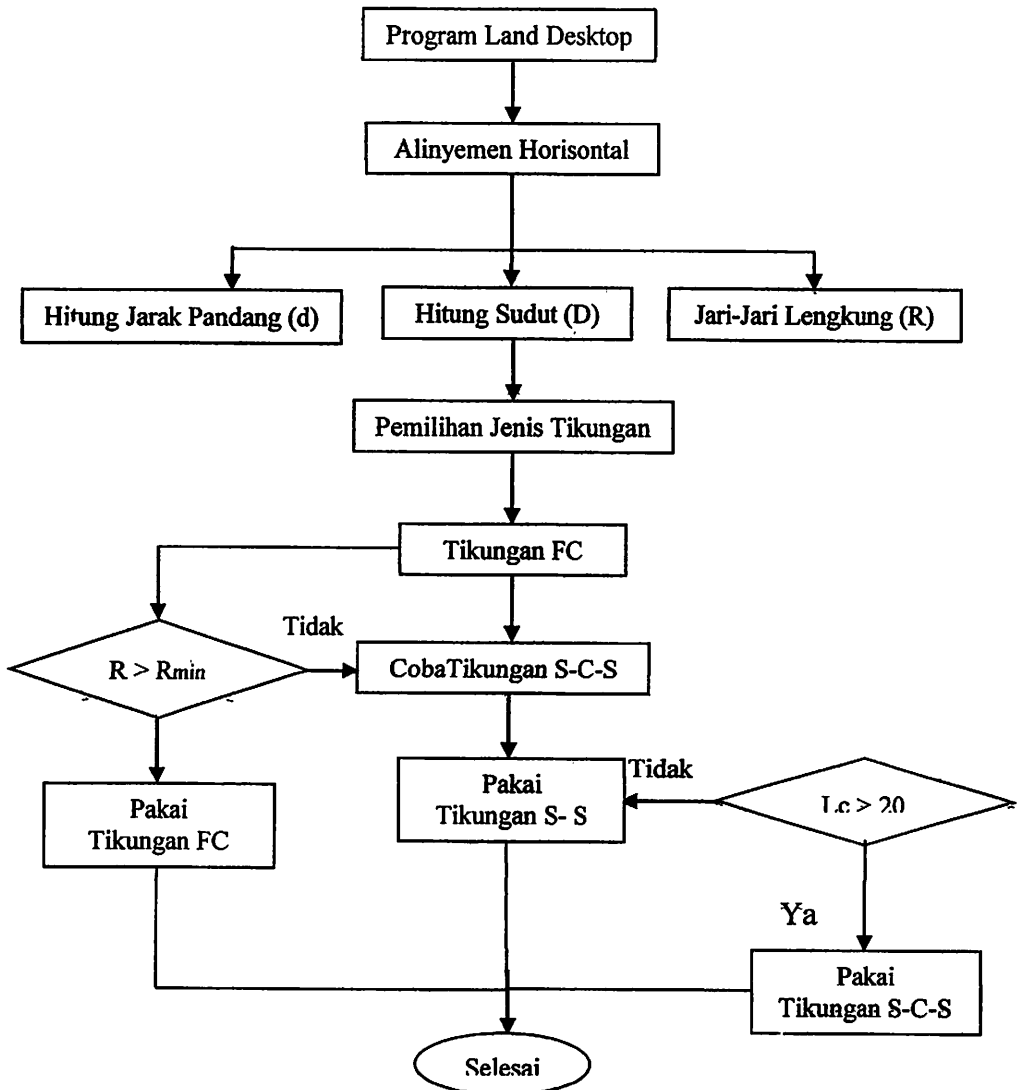 Program Land Desktop
Alinyemen Horisontal
Hitung Jarak Pandang (d)
Hitung Sudut (D)
Jari-Jari Lengkung (R)
Pemilihan Jenis Tikungan
Tikungan FC
Tidak
R > Rmin
CobaTikungan S-C-S
Pakai
Tikungan FC
Pakai
Tikungan S- S
Tidak
Lc > 20
Ya
Pakai
Tikungan S-C-S
Selesai